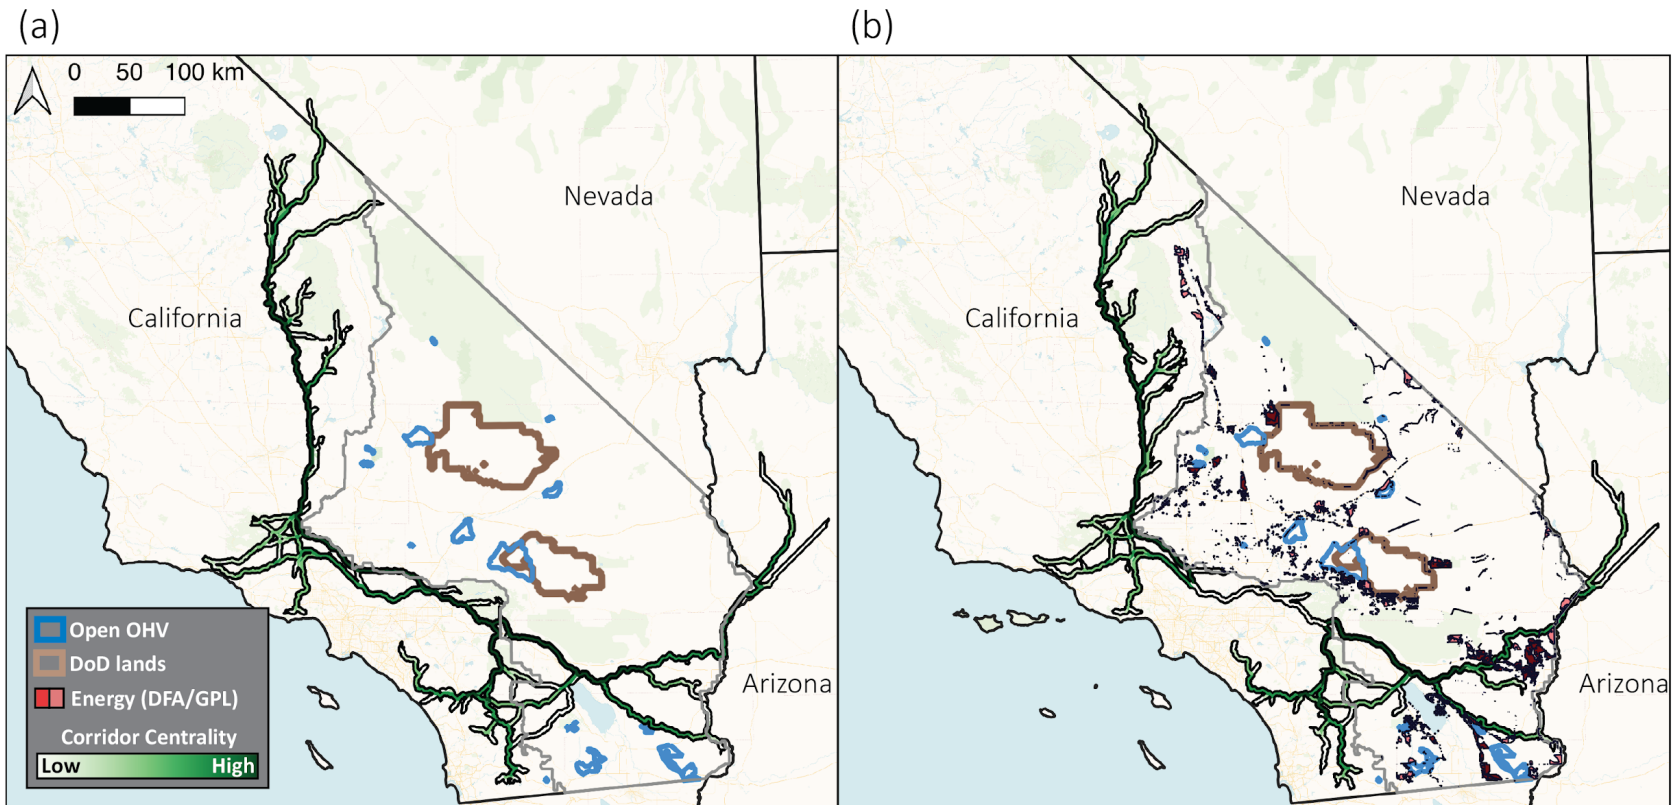 (a)
(b)
0 50 100 km
Nevada
Nevada
California
California
Arizona
Arizona
Open OHV
DoD lands
Energy (DFA/GPL)
Corridor Centrality
Low High